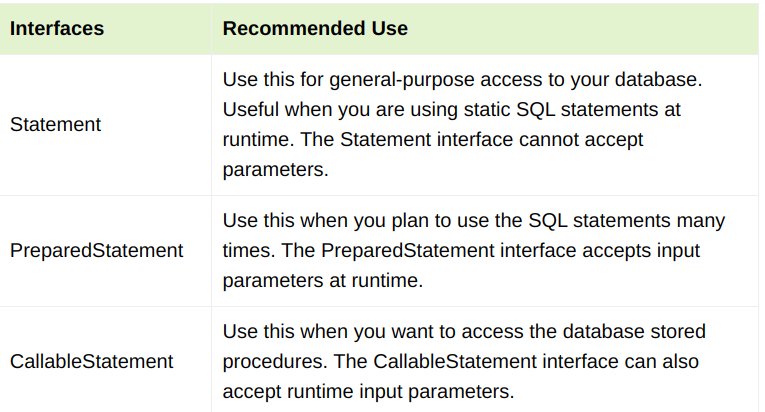 Interfaces
Recommended Use
Statement
Use this for general-purpose access to your database.
Useful when you are using static SQL statements at
runtime. The Statement interface cannot accept
parameters.
PreparedStatement
Use this when you plan to use the SQL statements many
times. The PreparedStatement interface accepts input
parameters at runtime.
CallableStatement
Use this when you want to access the database stored
procedures. The CallableStatement interface can also
accept runtime input parameters.